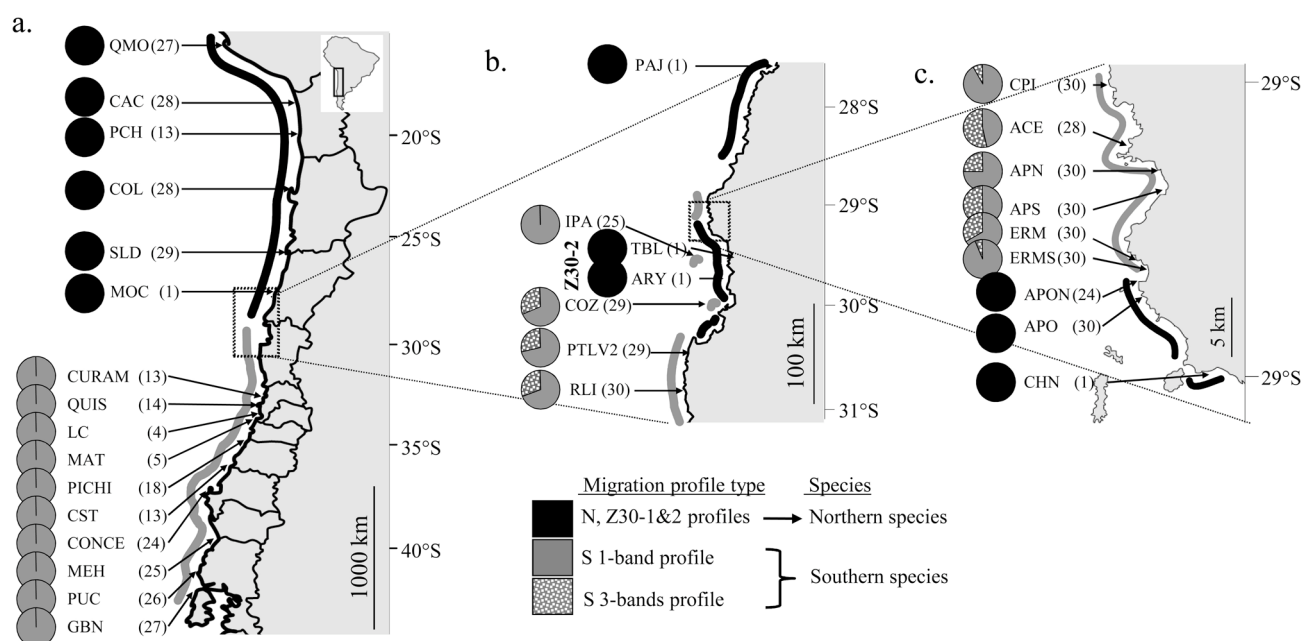 a.
QMO (27)
CAC (28)
PCH (13)
COL (28)
SLD (29)
MOC (1)
CURAM (13)
QUIS (14)
LC (4)
MAT (5)
PICHI (18)
CST (13)
CONCE (24)
MEH (25)
PUC (26)
GBN (27)
20°S
25°S
30°S
35°S
40°S
1000 km
b.
PAJ (1)
IPA (25)
Z30-2
TBL (1)
ARY (1)
COZ (29)
PTLV2 (29)
RLI (30)
28°S
29°S
30°S
31°S
100 km
c.
CPI (30)
ACE (28)
APN (30)
APS (30)
ERM (30)
ERMS (30)
APON (24)
APO (30)
CHN (1)
29°S
29°S
5 km
Migration profile type Species
N, Z30-1&2 profiles Northern species
S 1-band profile
Southern species
S 3-bands profile